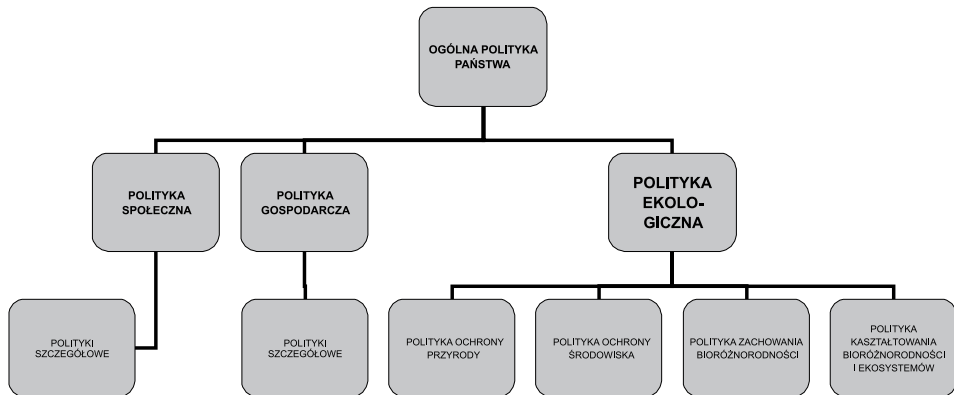 OGÓLNA POLITYKA
PAŃSTWA
POLITYKA
SPOŁECZNA
POLITYKA
GOSPODARCZA
POLITYKA
EKOLO-
GICZNA
POLITYKI
SZCZEGÓŁOWE
POLITYKI
SZCZEGÓŁOWE
POLITYKA OCHRONY
PRZYRODY
POLITYKA OCHRONY
ŚRODOWISKA
POLITYKA ZACHOWANIA
BIORÓŻNORODNOŚCI
POLITYKA
KASZTAŁTOWANIA
BIORÓŻNORODNOŚCI
I EKOSYSTEMÓW